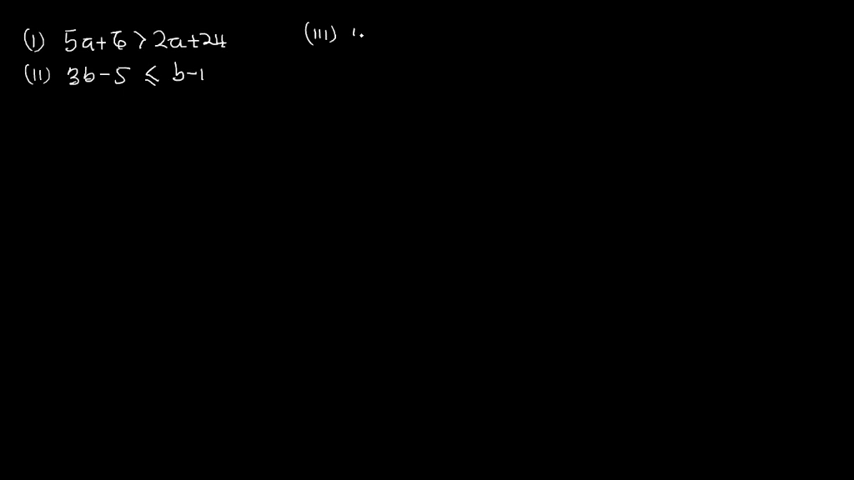 (i) 5a+6 > 2a+24
(ii) 3b-5 ≤ b-1
(iii)